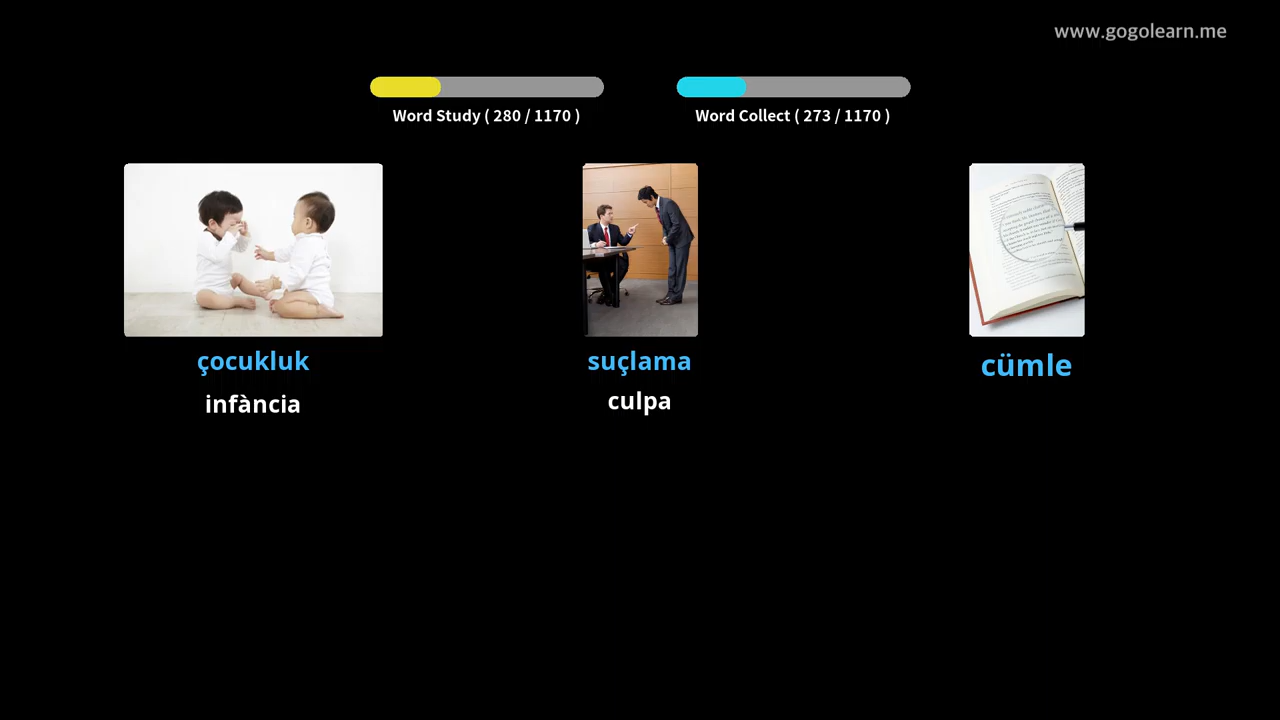 www.gogolearn.me
Word Study ( 280 / 1170 )
Word Collect ( 273 / 1170 )
çocukluk
suçlama
cümle
infància
culpa